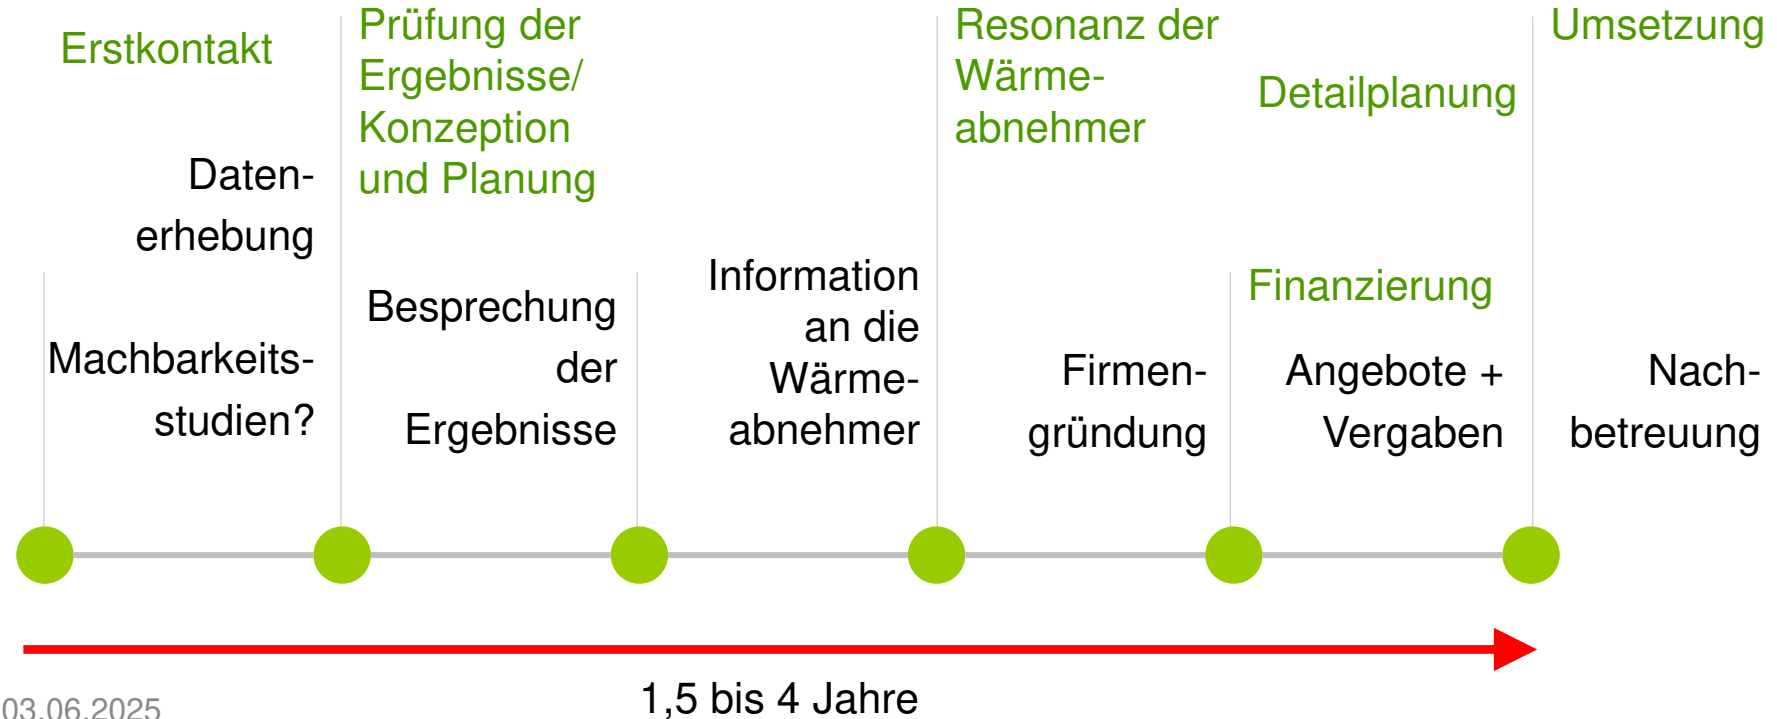 Erstkontakt
Daten-
erhebung
Machbarkeits-
studien?
Prüfung der
Ergebnisse/
Konzeption
und Planung
Besprechung
der
Ergebnisse
Information
an die
Wärme-
abnehmer
Resonanz der
Wärme-
abnehmer
Firmen-
gründung
Detailplanung
Finanzierung
Angebote +
Vergaben
Umsetzung
Nach-
betreuung
1,5 bis 4 Jahre
03.06.2025